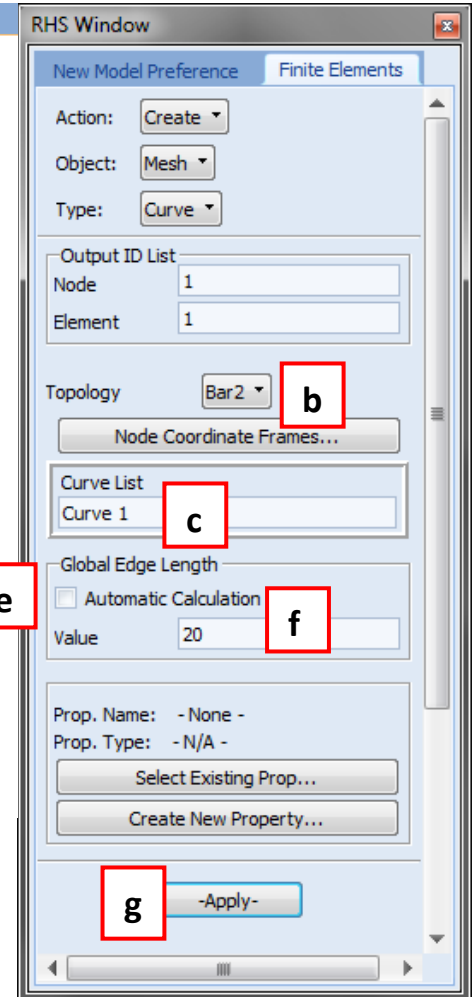 RHS Window
New Model Preference Finite Elements
Action: Create
Object: Mesh
Type: Curve
Output ID List
Node 1
Element 1
Topology Bar2 b
Node Coordinate Frames...
Curve List
Curve 1 c
Global Edge Length
e Automatic Calculation
Value 20 f
Prop. Name: - None -
Prop. Type: - N/A -
Select Existing Prop...
Create New Property...
g -Apply-